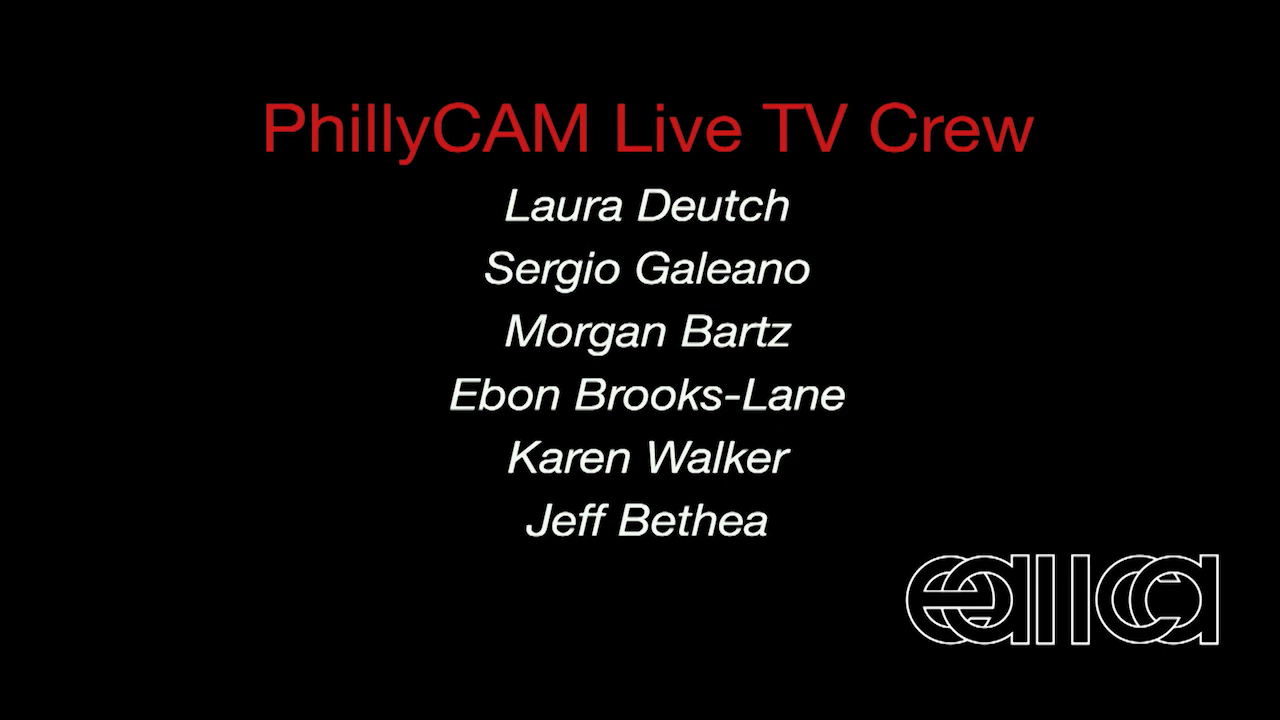 PhillyCAM Live TV Crew
Laura Deutch
Sergio Galeano
Morgan Bartz
Ebon Brooks-Lane
Karen Walker
Jeff Bethea